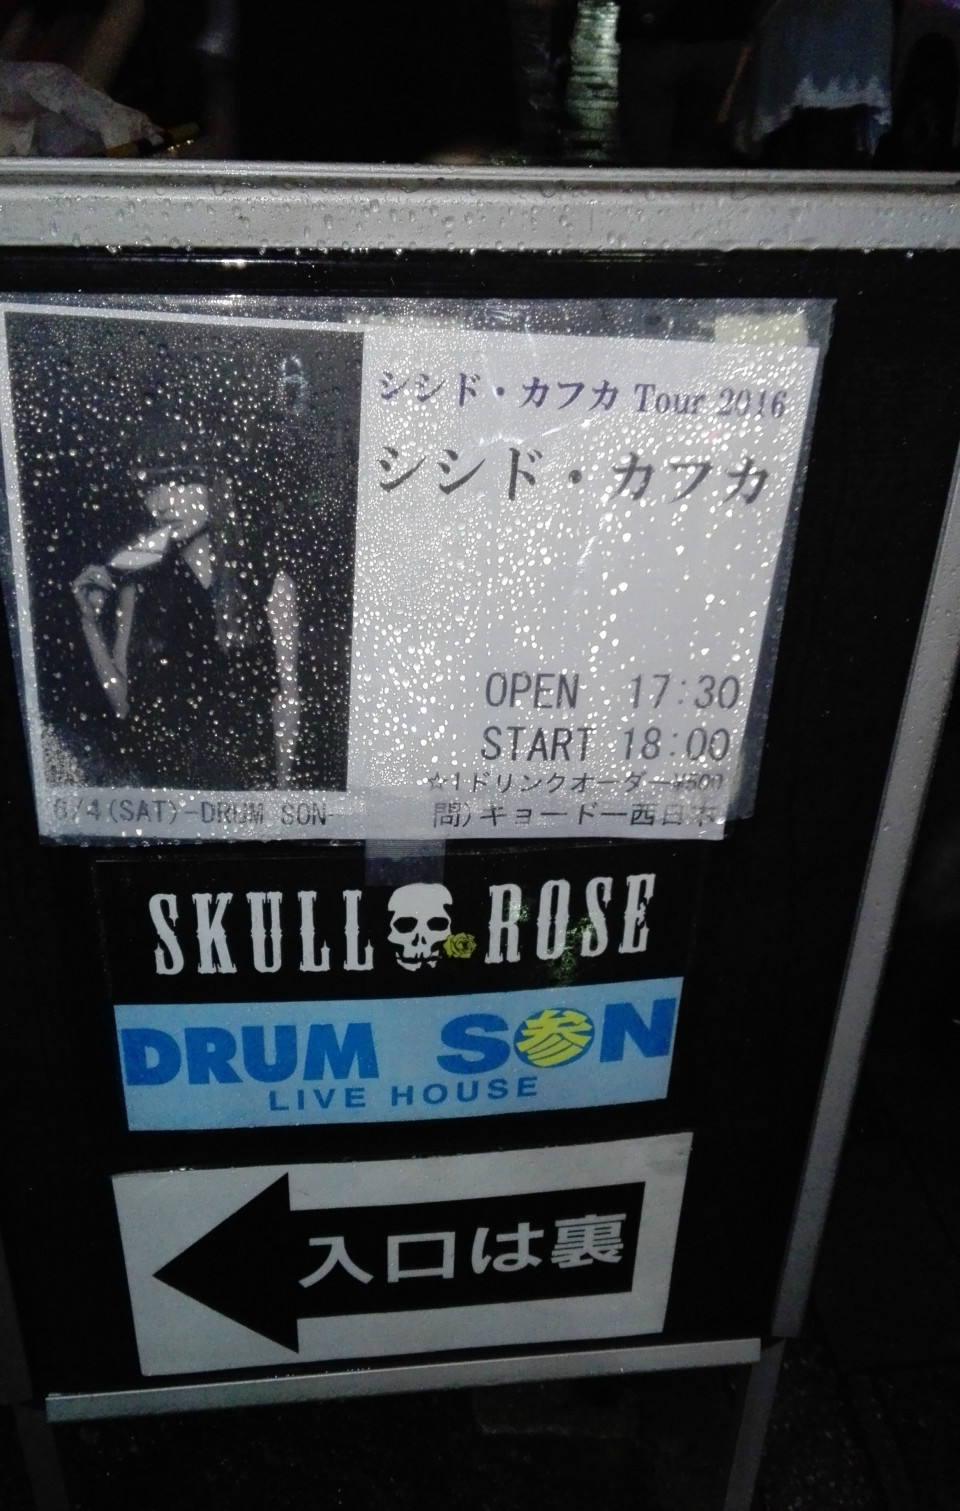 シシド・カフカ Tour 2016
シシド・カフカ
OPEN 17:30
START 18:00
☆1ドリンクオーダー¥500
6/4(SAT)-DRUM SON-
問)キョードー西日本
SKULL ROSE
DRUM S参N
LIVE HOUSE
入口は裏